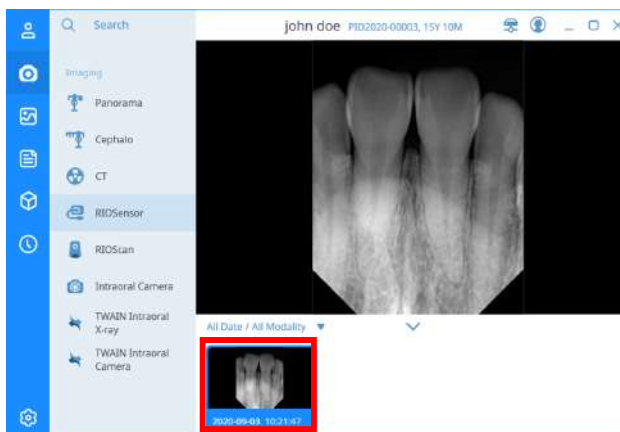 Search
john doe PID2020-00003, 15Y 10M
Imaging
Panorama
Cephalo
CT
RIOSensor
RIOScan
Intraoral Camera
TWAIN Intraoral
X-ray
TWAIN Intraoral
Camera
All Date / All Modality
2020-09-03 10:21:47